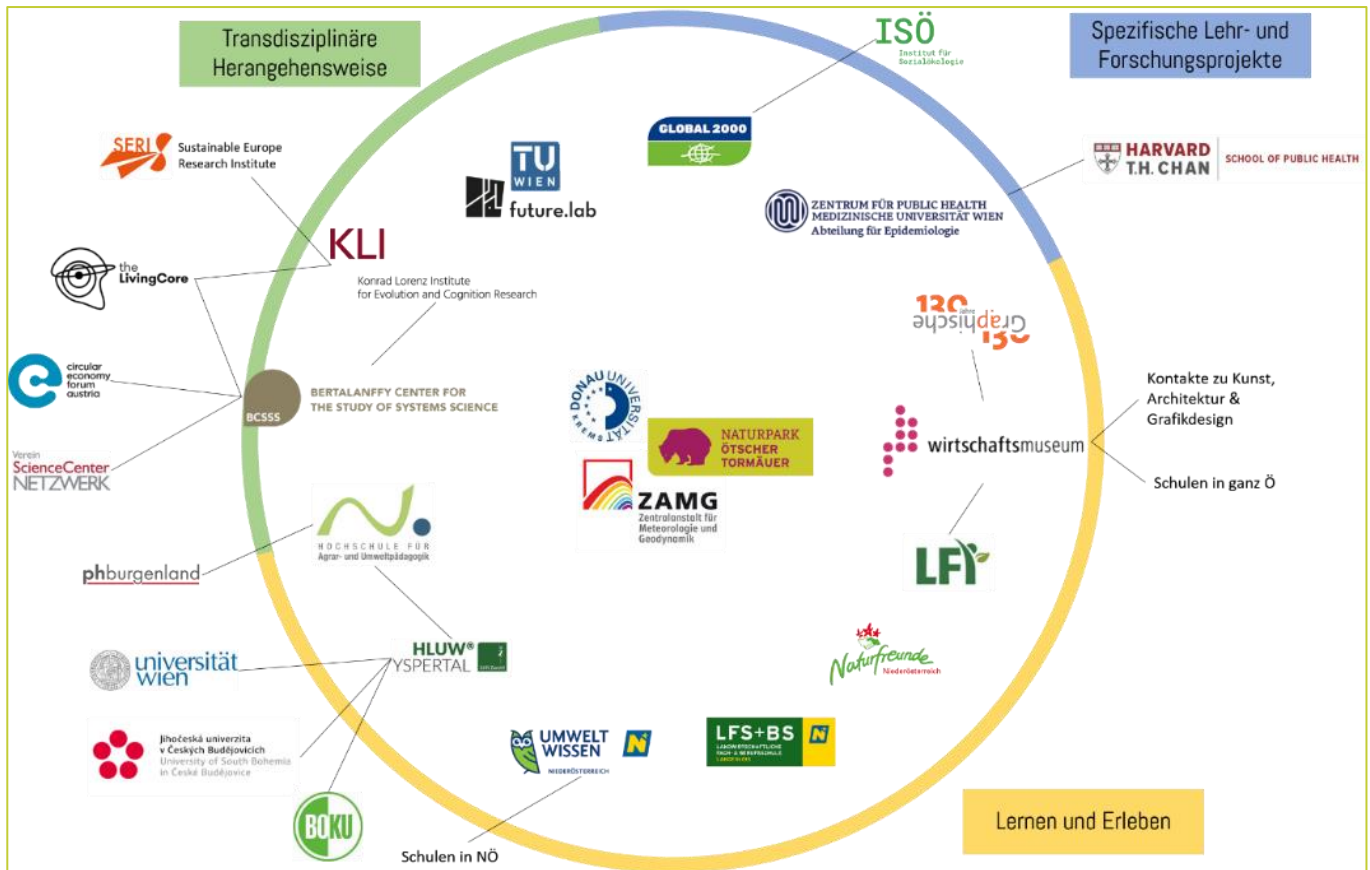 Transdisziplinäre
Herangehensweise
ISÖ
Institut für
Sozialökologie
Spezifische Lehr- und
Forschungsprojekte
SERI
Sustainable Europe
Research Institute
TU
WIEN
future.lab
GLOBAL 2000
HARVARD
T.H. CHAN
SCHOOL OF PUBLIC HEALTH
ZENTRUM FÜR PUBLIC HEALTH
MEDIZINISCHE UNIVERSITÄT WIEN
Abteilung für Epidemiologie
KLI
Konrad Lorenz Institute
for Evolution and Cognition Research
the
LivingCore
130
Jahre
Graphische
130
circular
economy
forum
austria
BCSSS
BERTALANFFY CENTER FOR
THE STUDY OF SYSTEMS SCIENCE
DONAU UNIVERSITÄT KREMS
NATURPARK
ÖTSCHER
TORMÄUER
wirtschaftsmuseum
Kontakte zu Kunst,
Architektur &
Grafikdesign
Schulen in ganz Ö
Verein
ScienceCenter
NETZWERK
ZAMG
Zentralanstalt für
Meteorologie und
Geodynamik
HOCHSCHULE FÜR
Agrar- und Umweltpädagogik
phburgenland
LFI
HLUW®
YSPERTAL
universität
wien
Naturfreunde
Niederösterreich
Jihočeská univerzita
v Českých Budějovicích
University of South Bohemia
in České Budějovice
UMWELT
WISSEN
NIEDERÖSTERREICH
N
LFS+BS
LANDWIRTSCHAFTLICHE
FACH- & BERUFSSCHULE
LANGENLOIS
N
BOKU
Schulen in NÖ
Lernen und Erleben